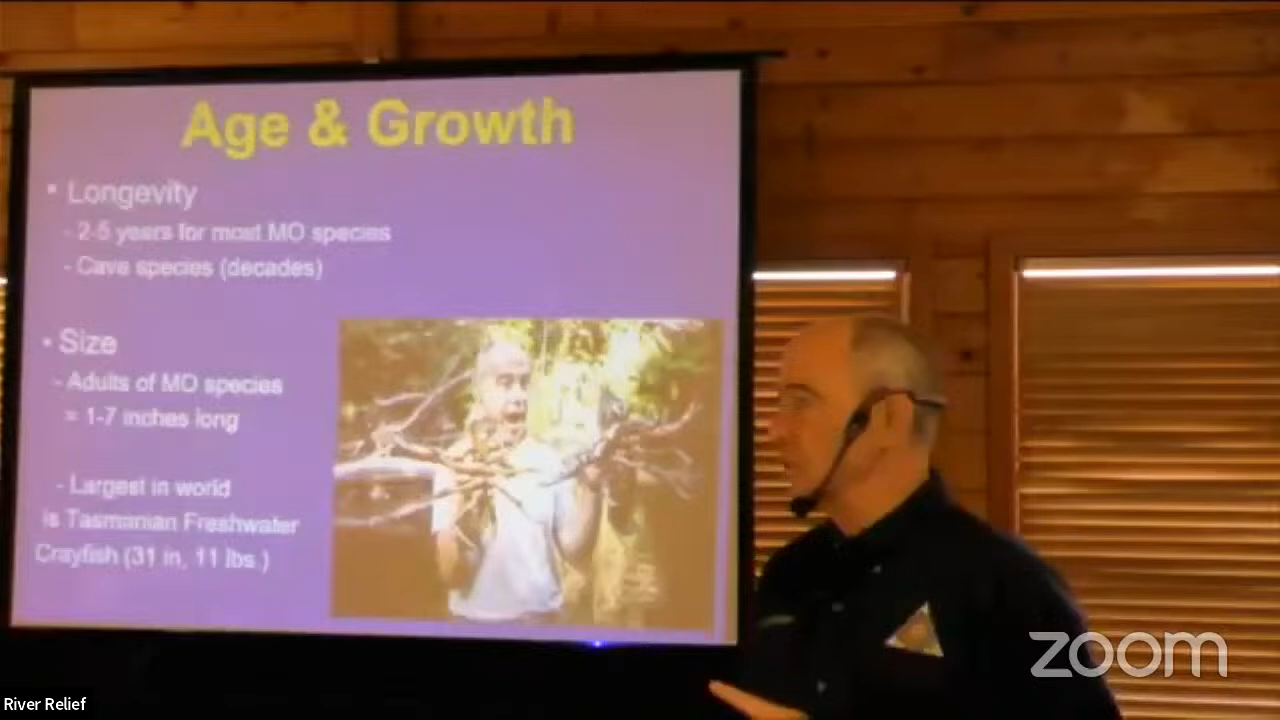 Age & Growth
• Longevity
- 2-5 years for most MO species
- Cave species (decades)
• Size
- Adults of MO species
= 1-7 inches long
- Largest in world
is Tasmanian Freshwater
Crayfish (31 in, 11 lbs.)
zoom
River Relief